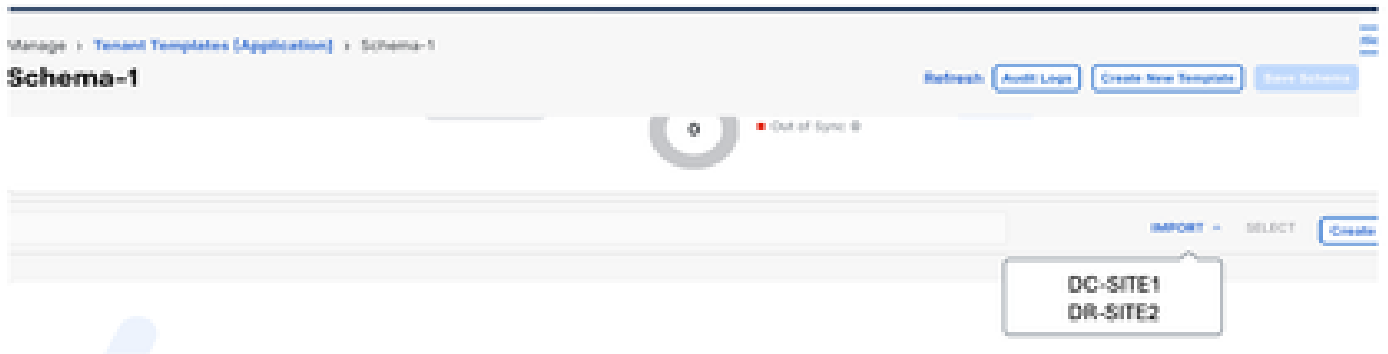 Manage > Tenant Templates [Application] > Schema-1
Schema-1
Refresh Audit Logs Create New Template Save Schema
0
Out of Sync
IMPORT SELECT Create
DC-SITE1
DR-SITE2